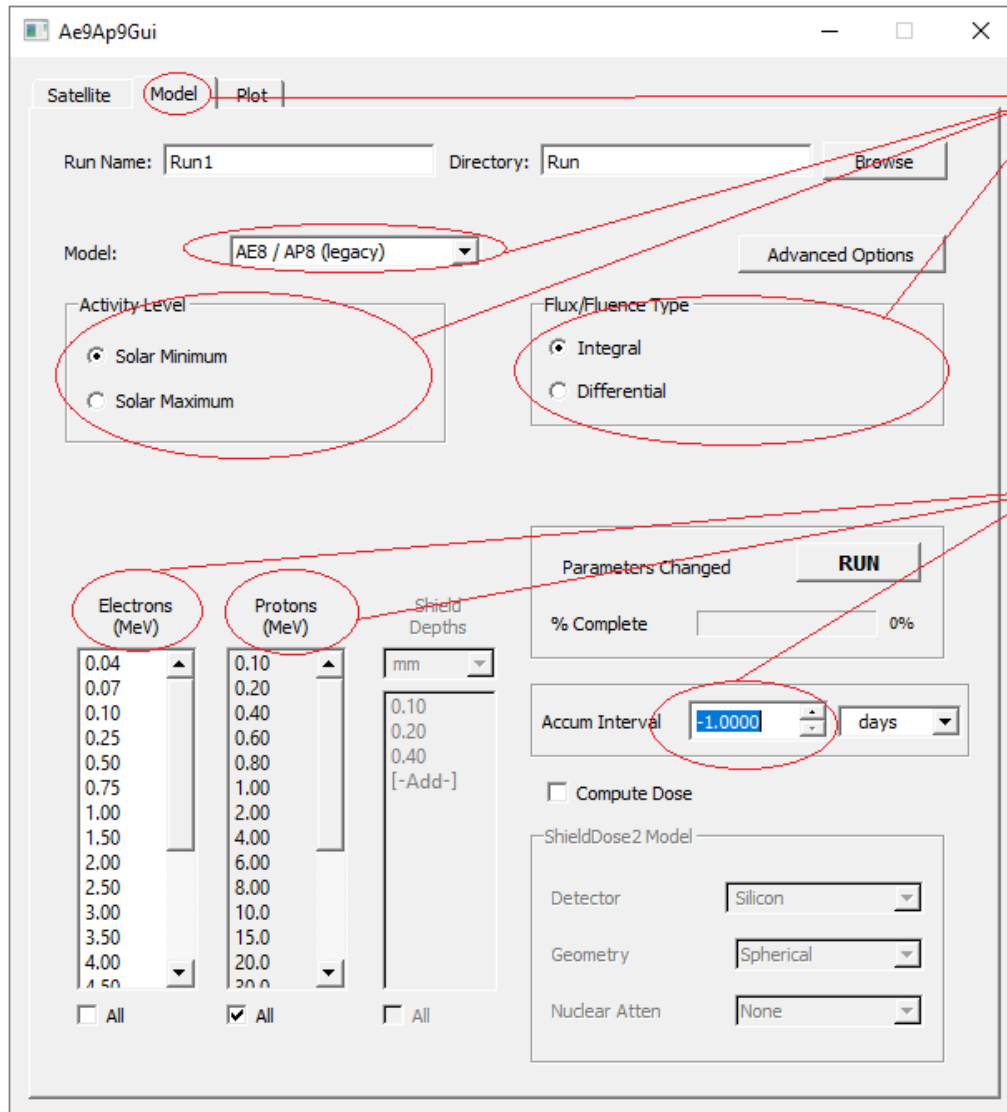 Ae9Ap9Gui
Satellite Model Plot
Run Name: Run1 Directory: Run Browse
Model: AE8 / AP8 (legacy) Advanced Options
Activity Level
Solar Minimum
Solar Maximum
Flux/Fluence Type
Integral
Differential
Parameters Changed RUN
% Complete 0%
Electrons
(MeV)
0.04
0.07
0.10
0.25
0.50
0.75
1.00
1.50
2.00
2.50
3.00
3.50
4.00
4.50
All
Protons
(MeV)
0.10
0.20
0.40
0.60
0.80
1.00
2.00
4.00
6.00
8.00
10.0
15.0
20.0
30.0
All
Shield
Depths
mm
0.10
0.20
0.40
[-Add-]
All
Accum Interval -1.0000 days
Compute Dose
ShieldDose2 Model
Detector Silicon
Geometry Spherical
Nuclear Atten None